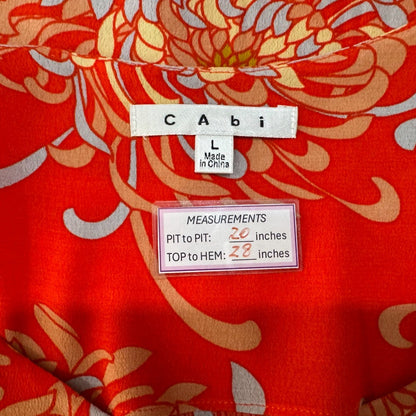 CAbi
L
Made
in China
MEASUREMENTS
PIT to PIT: 20 inches
TOP to HEM: 28 inches